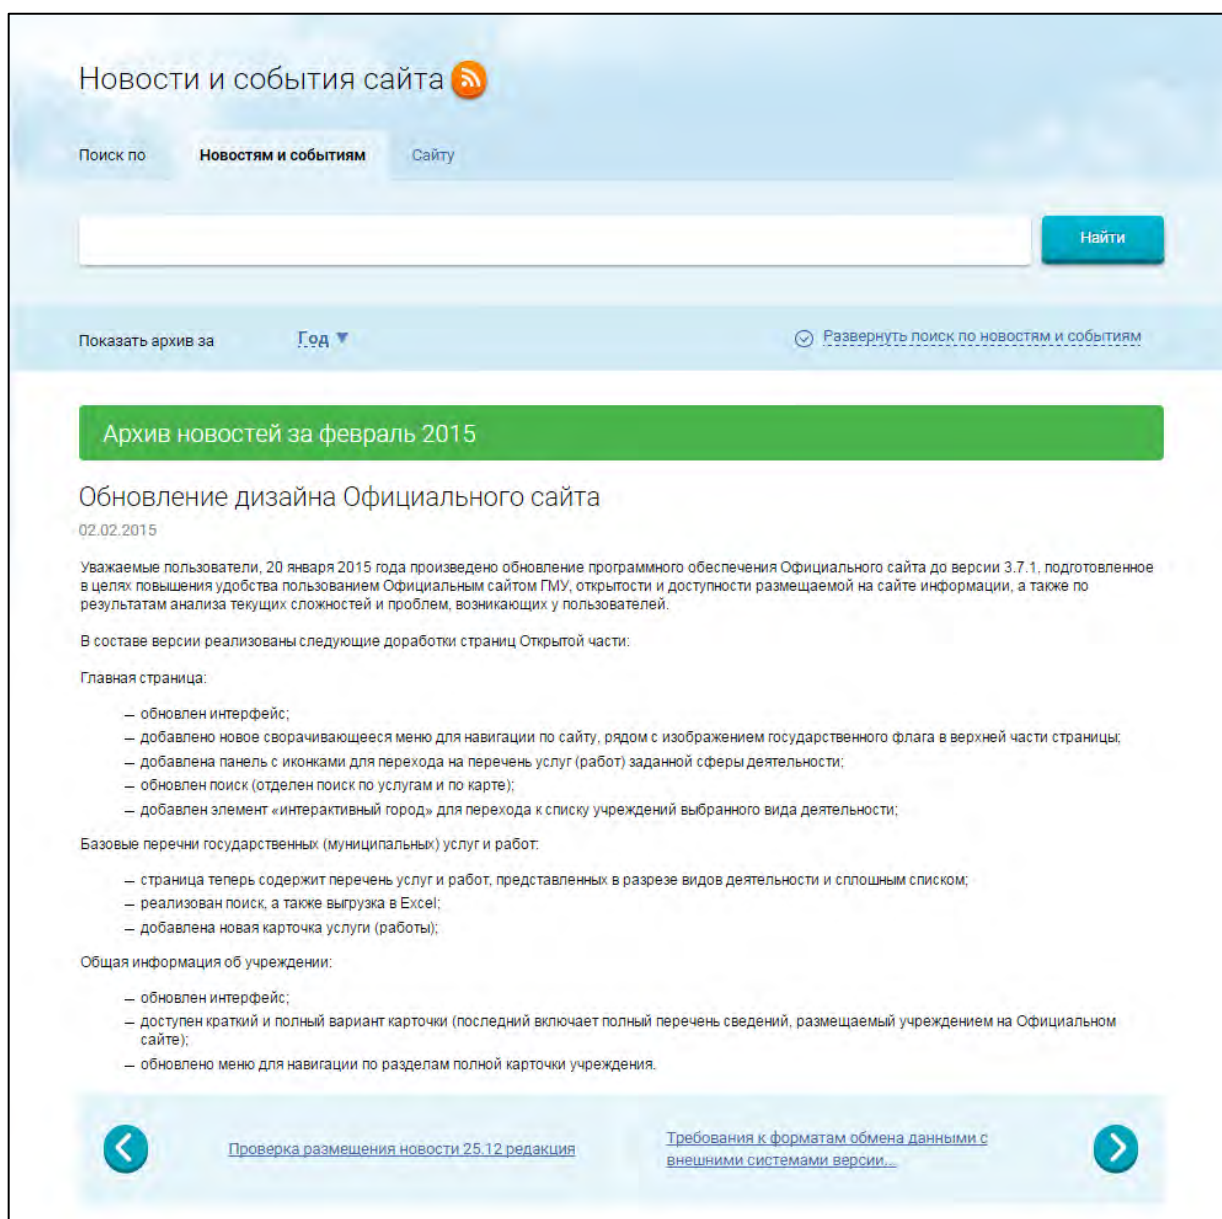 Новости и события сайта
Поиск по Новостям и событиям Сайту
Найти
Показать архив за Год ▼ Развернуть поиск по новостям и событиям
Архив новостей за февраль 2015
Обновление дизайна Официального сайта
02.02.2015
Уважаемые пользователи, 20 января 2015 года произведено обновление программного обеспечения Официального сайта до версии 3.7.1, подготовленное
в целях повышения удобства пользованием Официальным сайтом ГМУ, открытости и доступности размещаемой на сайте информации, а также по
результатам анализа текущих сложностей и проблем, возникающих у пользователей.
В составе версии реализованы следующие доработки страниц Открытой части:
Главная страница:
— обновлен интерфейс;
— добавлено новое сворачивающееся меню для навигации по сайту, рядом с изображением государственного флага в верхней части страницы;
— добавлена панель с иконками для перехода на перечень услуг (работ) заданной сферы деятельности;
— обновлен поиск (отделен поиск по услугам и по карте);
— добавлен элемент «интерактивный город» для перехода к списку учреждений выбранного вида деятельности;
Базовые перечни государственных (муниципальных) услуг и работ:
— страница теперь содержит перечень услуг и работ, представленных в разрезе видов деятельности и сплошным списком;
— реализован поиск, а также выгрузка в Excel;
— добавлена новая карточка услуги (работы);
Общая информация об учреждении:
— обновлен интерфейс;
— доступен краткий и полный вариант карточки (последний включает полный перечень сведений, размещаемый учреждением на Официальном
сайте);
— обновлено меню для навигации по разделам полной карточки учреждения.
Проверка размещения новости 25.12 редакция
Требования к форматам обмена данными с
внешними системами версии...